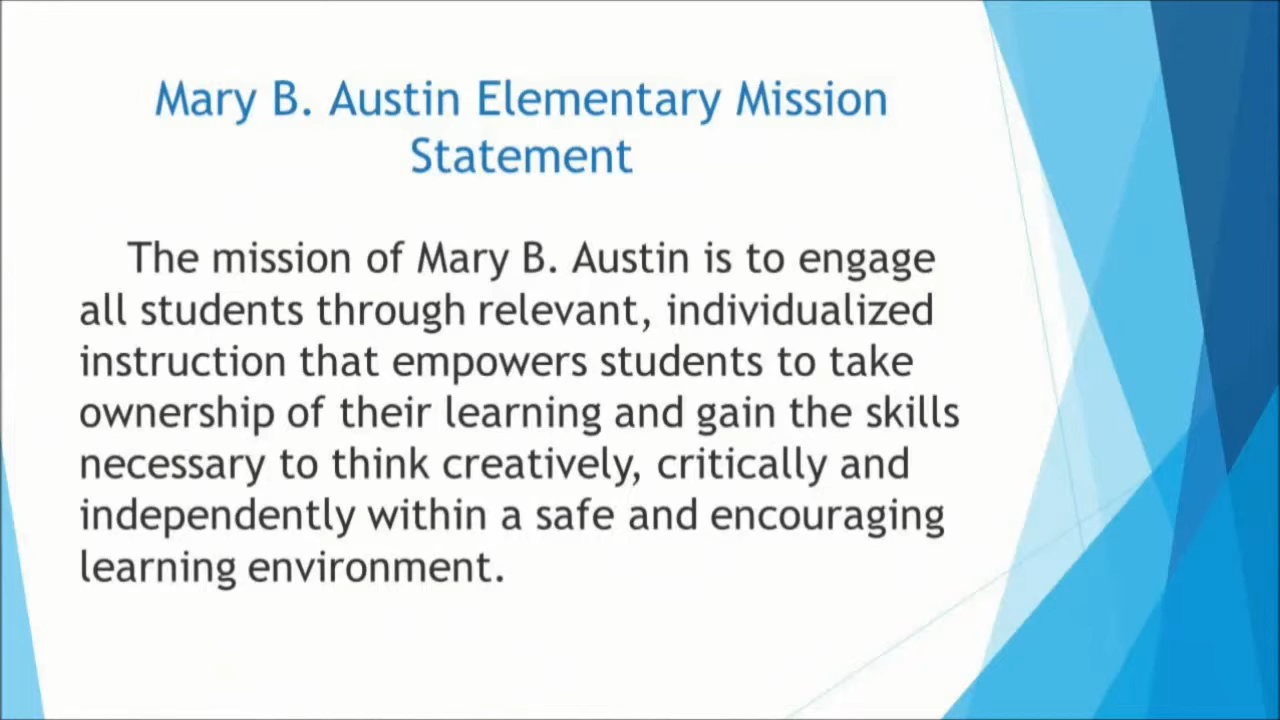 Mary B. Austin Elementary Mission
Statement
The mission of Mary B. Austin is to engage
all students through relevant, individualized
instruction that empowers students to take
ownership of their learning and gain the skills
necessary to think creatively, critically and
independently within a safe and encouraging
learning environment.